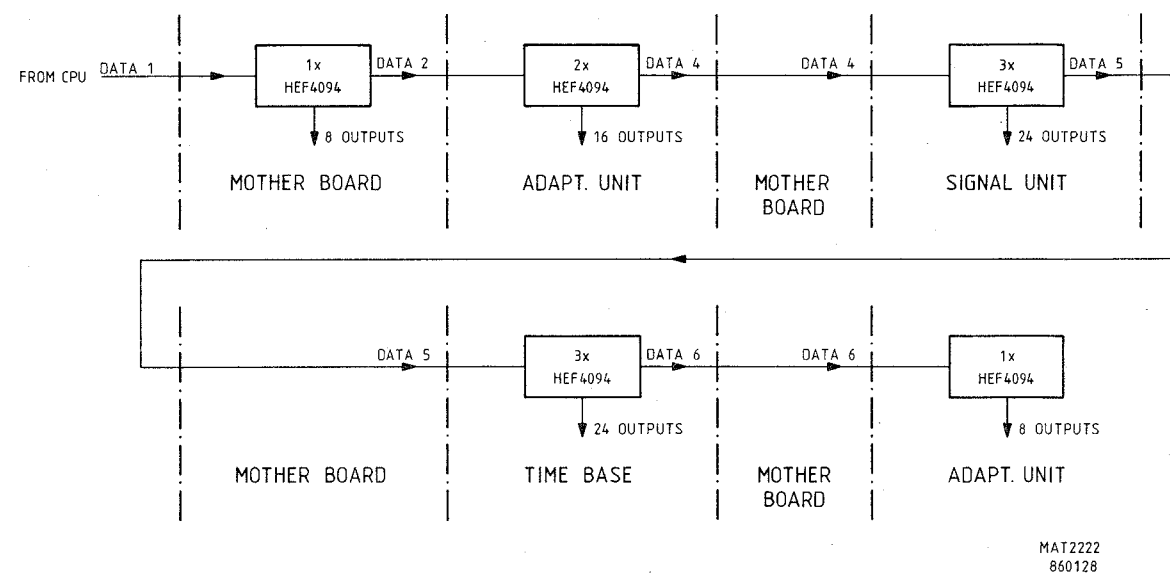 FROM CPU
DATA 1
1x
HEF4094
DATA 2
8 OUTPUTS
MOTHER BOARD
2x
HEF4094
DATA 4
16 OUTPUTS
ADAPT. UNIT
DATA 4
MOTHER
BOARD
3x
HEF4094
DATA 5
24 OUTPUTS
SIGNAL UNIT
DATA 5
MOTHER BOARD
3x
HEF4094
DATA 6
24 OUTPUTS
TIME BASE
DATA 6
MOTHER
BOARD
1x
HEF4094
8 OUTPUTS
ADAPT. UNIT
MAT2222
860128